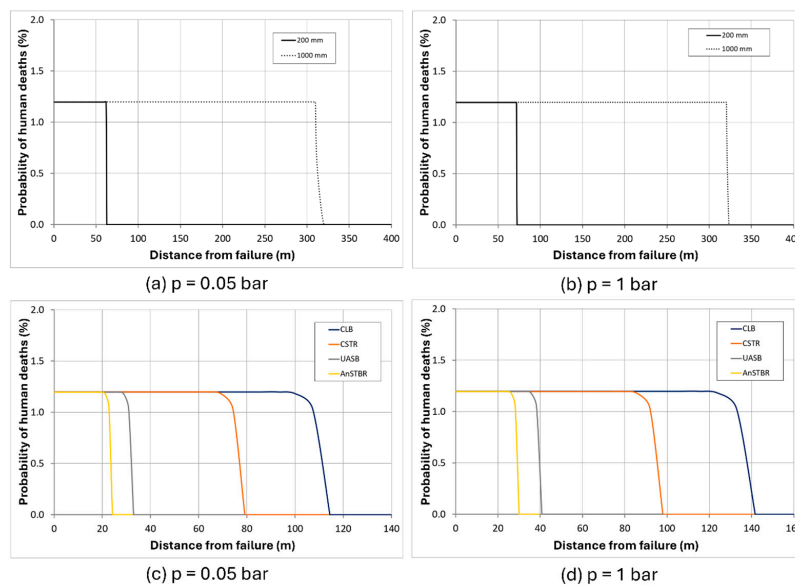 2.0
1.5
1.0
0.5
0.0
Probability of human deaths (%)
200 mm
1000 mm
0 50 100 150 200 250 300 350 400
Distance from failure (m)
(a) p = 0.05 bar
2.0
1.5
1.0
0.5
0.0
Probability of human deaths (%)
200 mm
1000 mm
0 50 100 150 200 250 300 350 400
Distance from failure (m)
(b) p = 1 bar
2.0
1.5
1.0
0.5
0.0
Probability of human deaths (%)
CLB
CSTR
UASB
AnSTBR
0 20 40 60 80 100 120 140
Distance from failure (m)
(c) p = 0.05 bar
2.0
1.5
1.0
0.5
0.0
Probability of human deaths (%)
CLB
CSTR
UASB
AnSTBR
0 20 40 60 80 100 120 140 160
Distance from failure (m)
(d) p = 1 bar